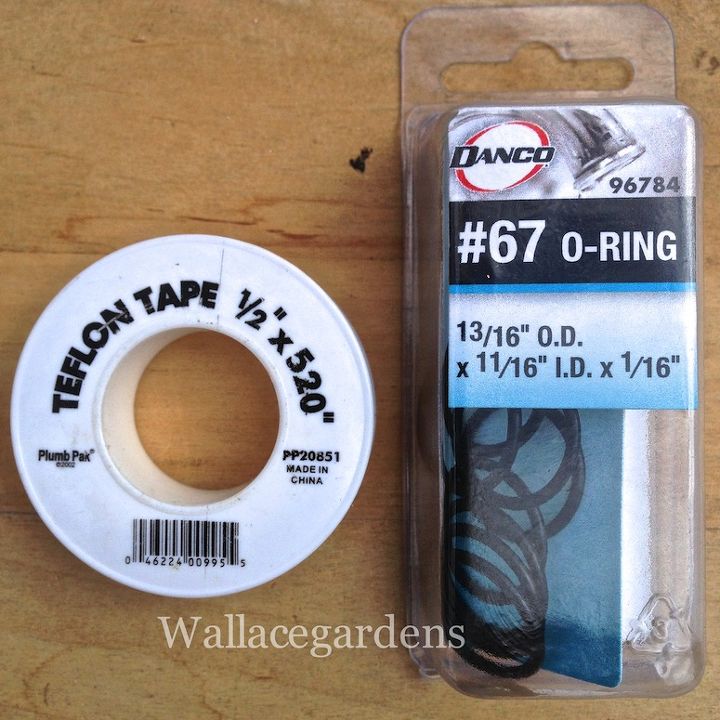 TEFLON TAPE 1/2" x 520"
Plumb Pak®
©2002
PP20851
MADE IN
CHINA
0 46224 00995 5
DANCO
96784
#67 O-RING
13/16" O.D.
x 11/16" I.D. x 1/16"
Wallacegardens